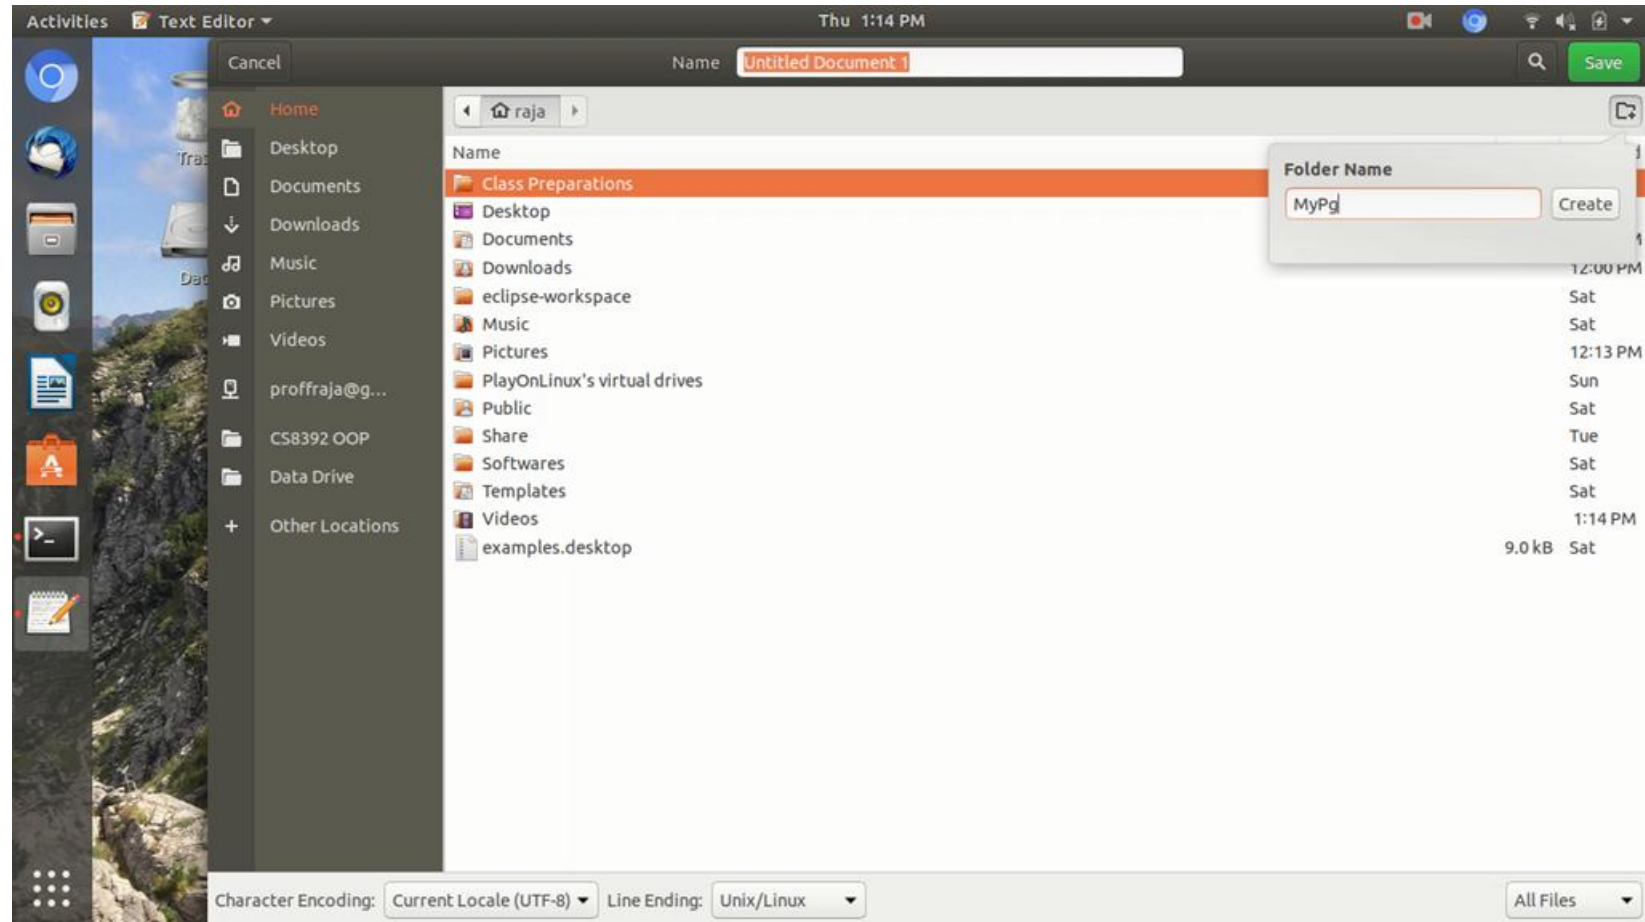 Activities Text Editor Thu 1:14 PM
Cancel Name Untitled Document 1 Save
Home
Desktop
Documents
Downloads
Music
Pictures
Videos
proffraja@g...
CS8392 OOP
Data Drive
+ Other Locations
raja
Name
Class Preparations
Desktop
Documents
Downloads 12:00 PM
eclipse-workspace Sat
Music Sat
Pictures 12:13 PM
PlayOnLinux's virtual drives Sun
Public Sat
Share Tue
Softwares Sat
Templates Sat
Videos 1:14 PM
examples.desktop 9.0 kB Sat
Folder Name
MyPg Create
Character Encoding: Current Locale (UTF-8) Line Ending: Unix/Linux All Files